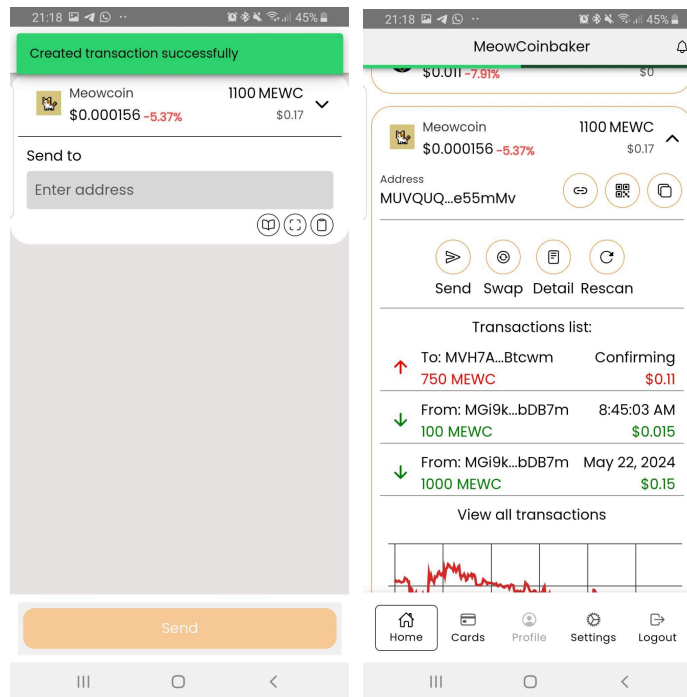 21:18
45%
Created transaction successfully
Meowcoin
1100 MEWC
$0.000156 -5.37%
$0.17
Send to
Enter address
Send
21:18
45%
MeowCoinbaker
$0.011 -7.91%
$0
Meowcoin
1100 MEWC
$0.000156 -5.37%
$0.17
Address
MUVQUQ...e55mMv
Send Swap Detail Rescan
Transactions list:
To: MVH7A...Btcwm Confirming
750 MEWC $0.11
From: MGi9k...bDB7m 8:45:03 AM
100 MEWC $0.015
From: MGi9k...bDB7m May 22, 2024
1000 MEWC $0.15
View all transactions
Home Cards Profile Settings Logout